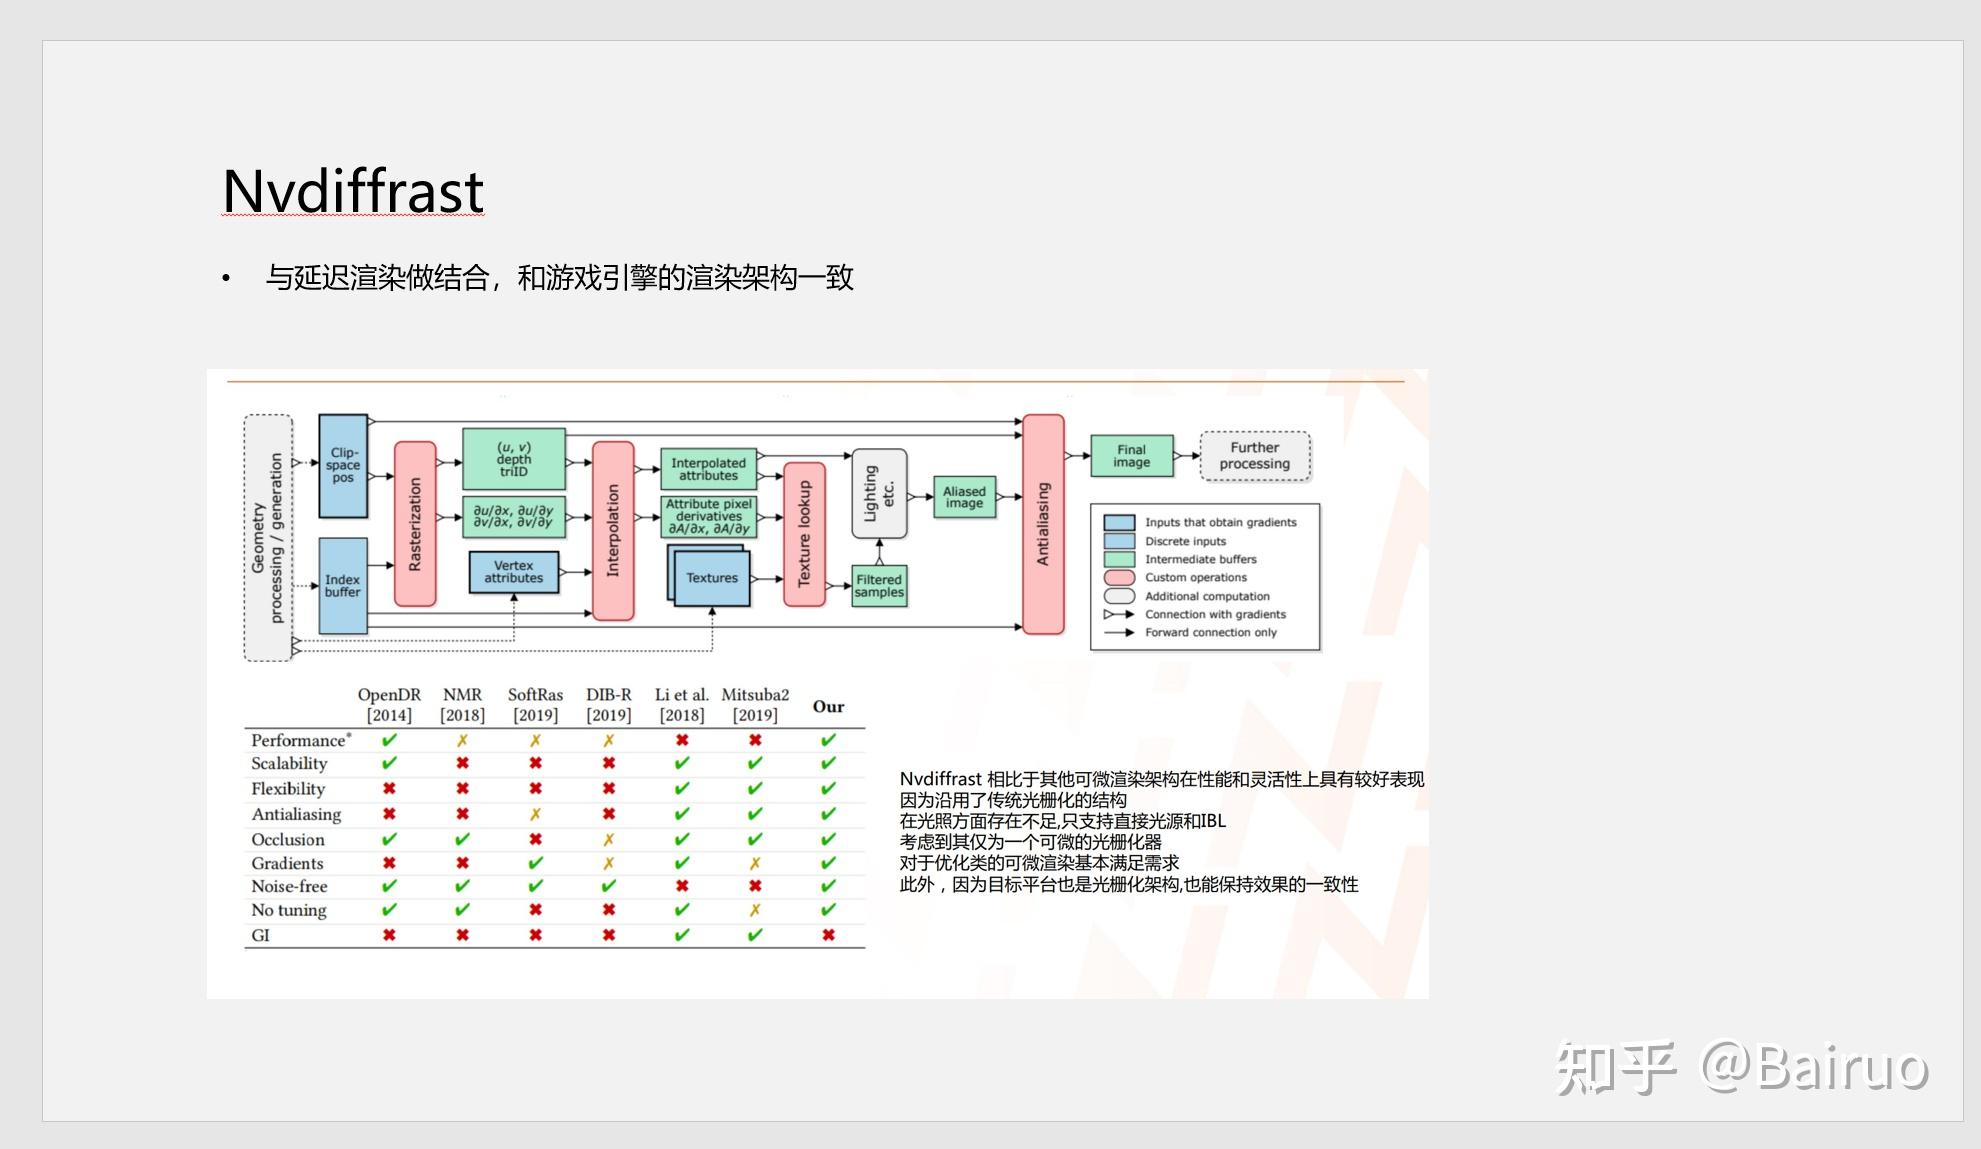 Nvdiffrast
• 与延迟渲染做结合，和游戏引擎的渲染架构一致
Geometry
processing / generation
Clip-
space
pos
Index
buffer
Rasterization
(u, v)
depth
triID
∂u/∂x, ∂u/∂y
∂v/∂x, ∂v/∂y
Vertex
attributes
Interpolation
Interpolated
attributes
Attribute pixel
derivatives
∂A/∂x, ∂A/∂y
Textures
Texture lookup
Lighting
etc.
Filtered
samples
Aliased
image
Antialiasing
Final
image
Further
processing
Inputs that obtain gradients
Discrete inputs
Intermediate buffers
Custom operations
Additional computation
Connection with gradients
Forward connection only
OpenDR NMR SoftRas DIB-R Li et al. Mitsuba2 Our
[2014] [2018] [2019] [2019] [2018] [2019]
Performance* ✔ ✗ ✗ ✗ ✖ ✖ ✔
Scalability ✔ ✖ ✖ ✖ ✔ ✔ ✔
Flexibility ✖ ✖ ✖ ✖ ✔ ✔ ✔
Antialiasing ✖ ✖ ✗ ✖ ✔ ✔ ✔
Occlusion ✔ ✔ ✖ ✗ ✔ ✔ ✔
Gradients ✖ ✖ ✔ ✗ ✔ ✗ ✔
Noise-free ✔ ✔ ✔ ✔ ✖ ✖ ✔
No tuning ✔ ✔ ✖ ✖ ✔ ✗ ✔
GI ✖ ✖ ✖ ✖ ✔ ✔ ✖
Nvdiffrast 相比于其他可微渲染架构在性能和灵活性上具有较好表现
因为沿用了传统光栅化的结构
在光照方面存在不足,只支持直接光源和IBL
考虑到其仅为一个可微的光栅化器
对于优化类的可微渲染基本满足需求
此外，因为目标平台也是光栅化架构,也能保持效果的一致性
知乎 @Bairuo